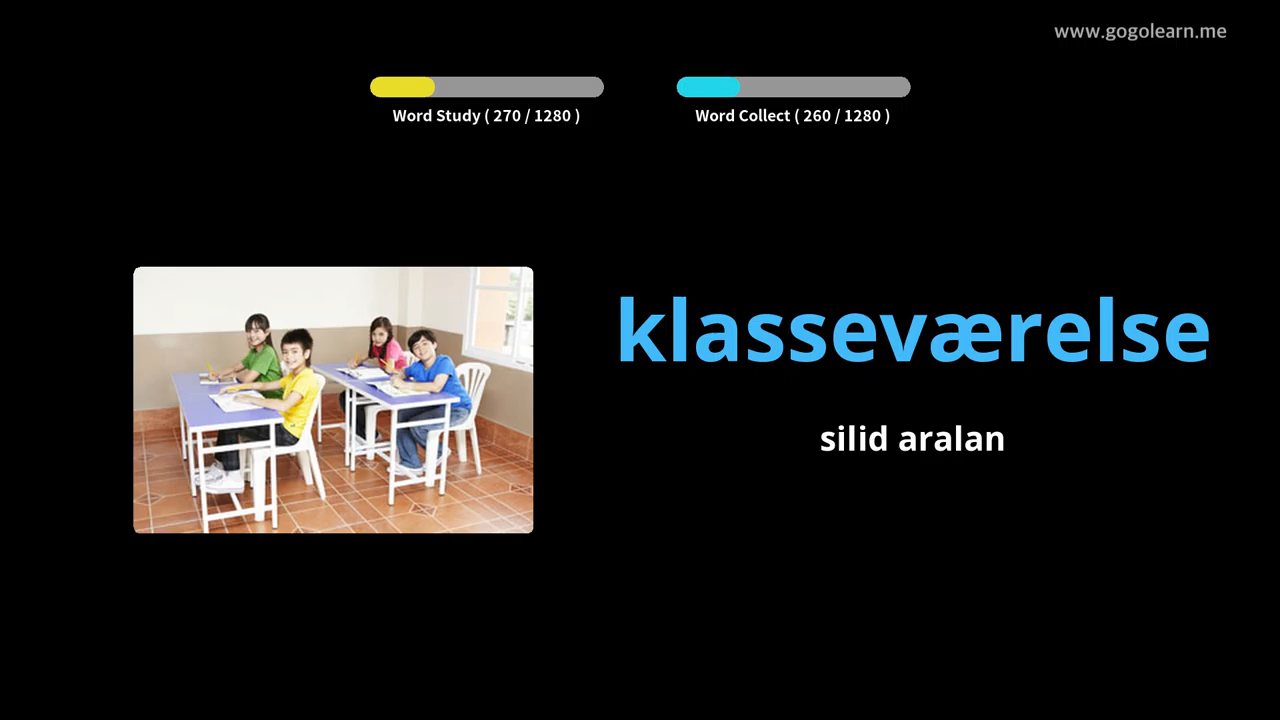 www.gogolearn.me
Word Study ( 270 / 1280 )
Word Collect ( 260 / 1280 )
klasseværelse
silid aralan